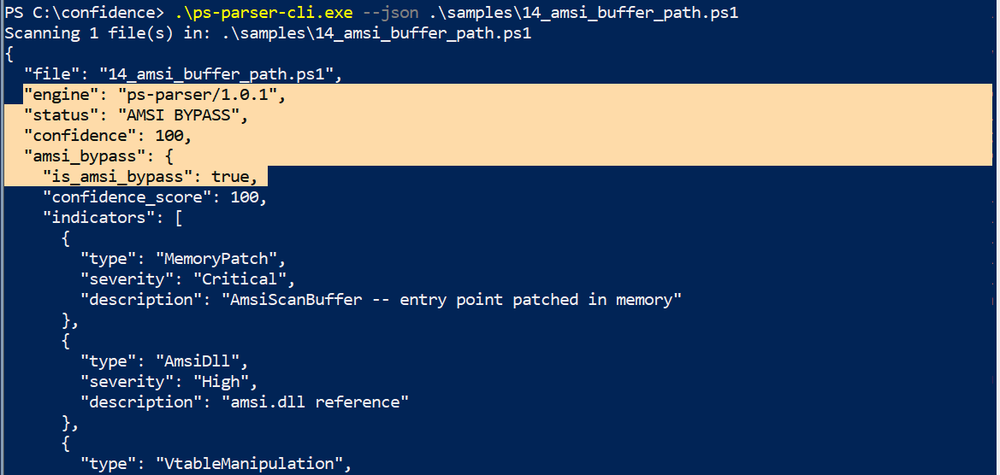 PS C:\confidence> .\ps-parser-cli.exe --json .\samples\14_amsi_buffer_path.ps1
Scanning 1 file(s) in: .\samples\14_amsi_buffer_path.ps1
{
  "file": "14_amsi_buffer_path.ps1",
  "engine": "ps-parser/1.0.1",
  "status": "AMSI BYPASS",
  "confidence": 100,
  "amsi_bypass": {
    "is_amsi_bypass": true,
    "confidence_score": 100,
    "indicators": [
      {
        "type": "MemoryPatch",
        "severity": "Critical",
        "description": "AmsiScanBuffer -- entry point patched in memory"
      },
      {
        "type": "AmsiDll",
        "severity": "High",
        "description": "amsi.dll reference"
      },
      {
        "type": "VtableManipulation",